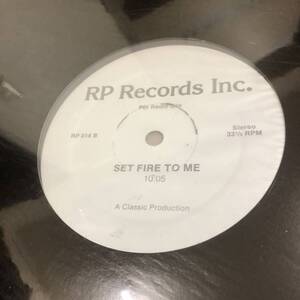 RP Records Inc.
RP 014 B
Stereo
33⅓ RPM
SET FIRE TO ME
10:05
A Classic Production